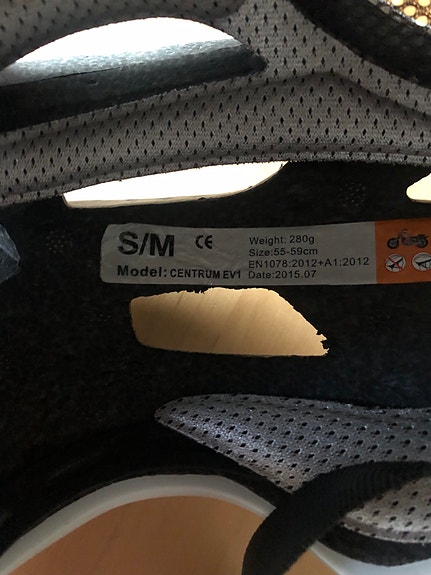 S/M CE Weight: 280g
Size:55-59cm
EN1078:2012+A1:2012
Model: CENTRUM EV1 Date:2015.07